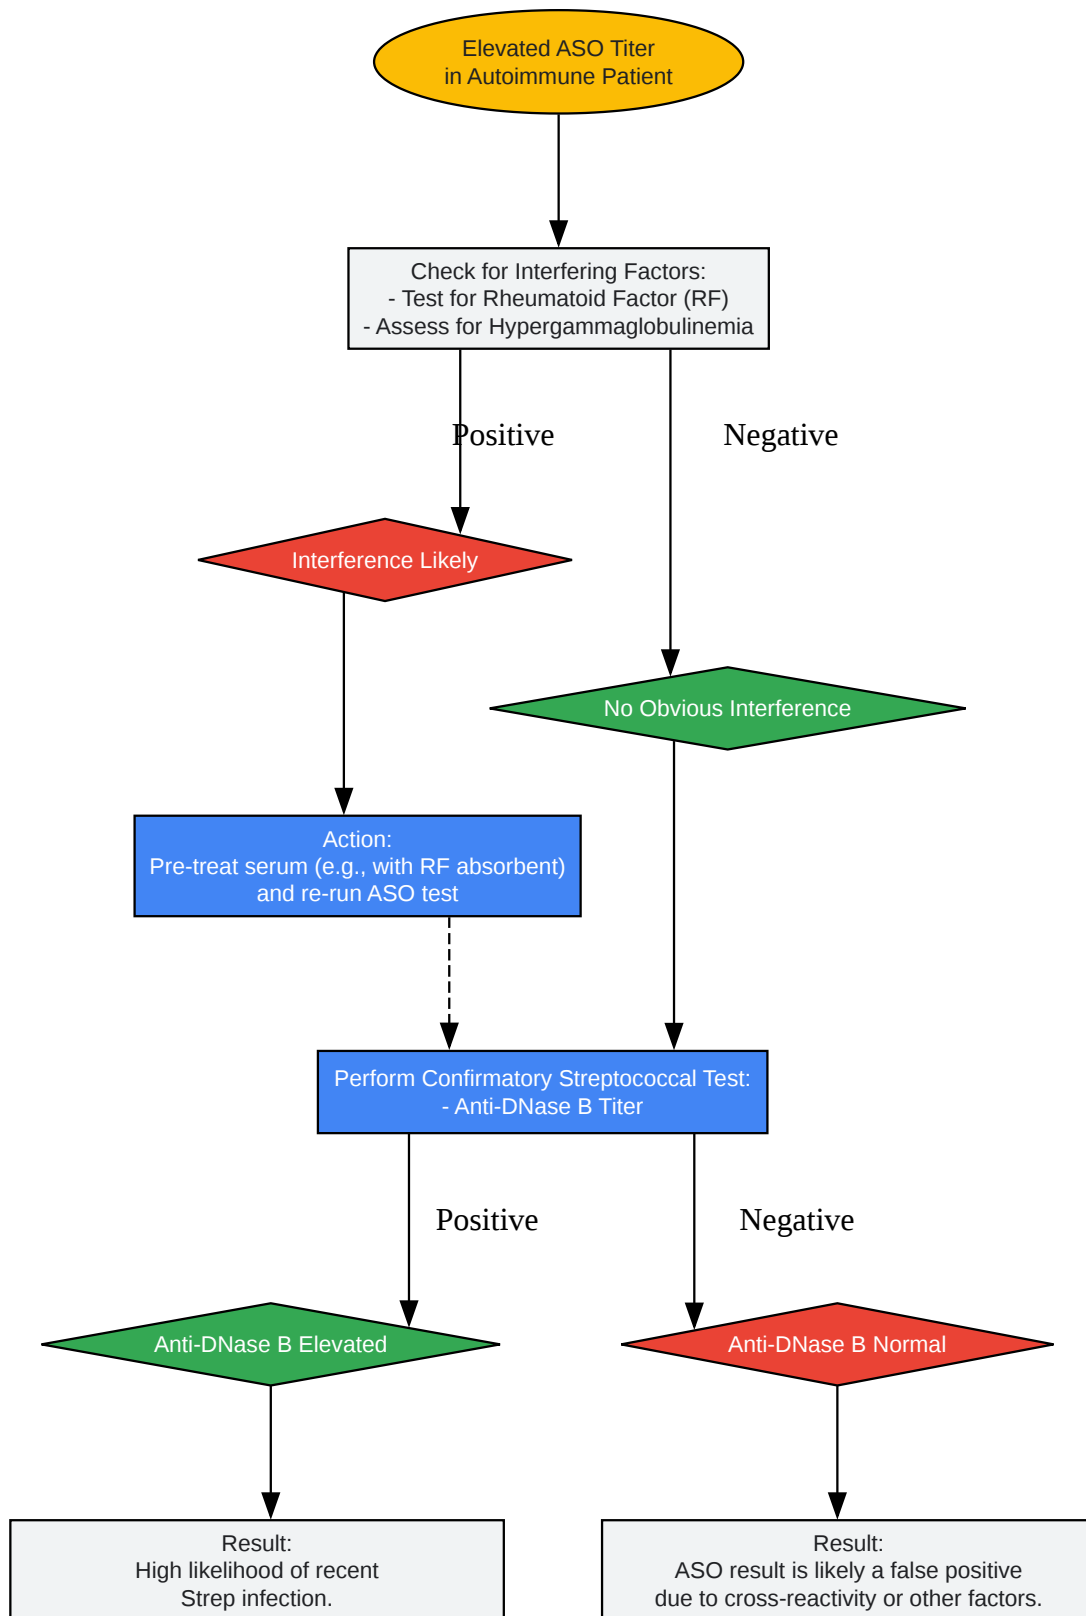 Elevated ASO Titer
in Autoimmune Patient
Check for Interfering Factors:
- Test for Rheumatoid Factor (RF)
- Assess for Hypergammaglobulinemia
Positive
Negative
Interference Likely
No Obvious Interference
Action:
Pre-treat serum (e.g., with RF absorbent)
and re-run ASO test
Perform Confirmatory Streptococcal Test:
- Anti-DNase B Titer
Positive
Negative
Anti-DNase B Elevated
Anti-DNase B Normal
Result:
High likelihood of recent
Strep infection.
Result:
ASO result is likely a false positive
due to cross-reactivity or other factors.